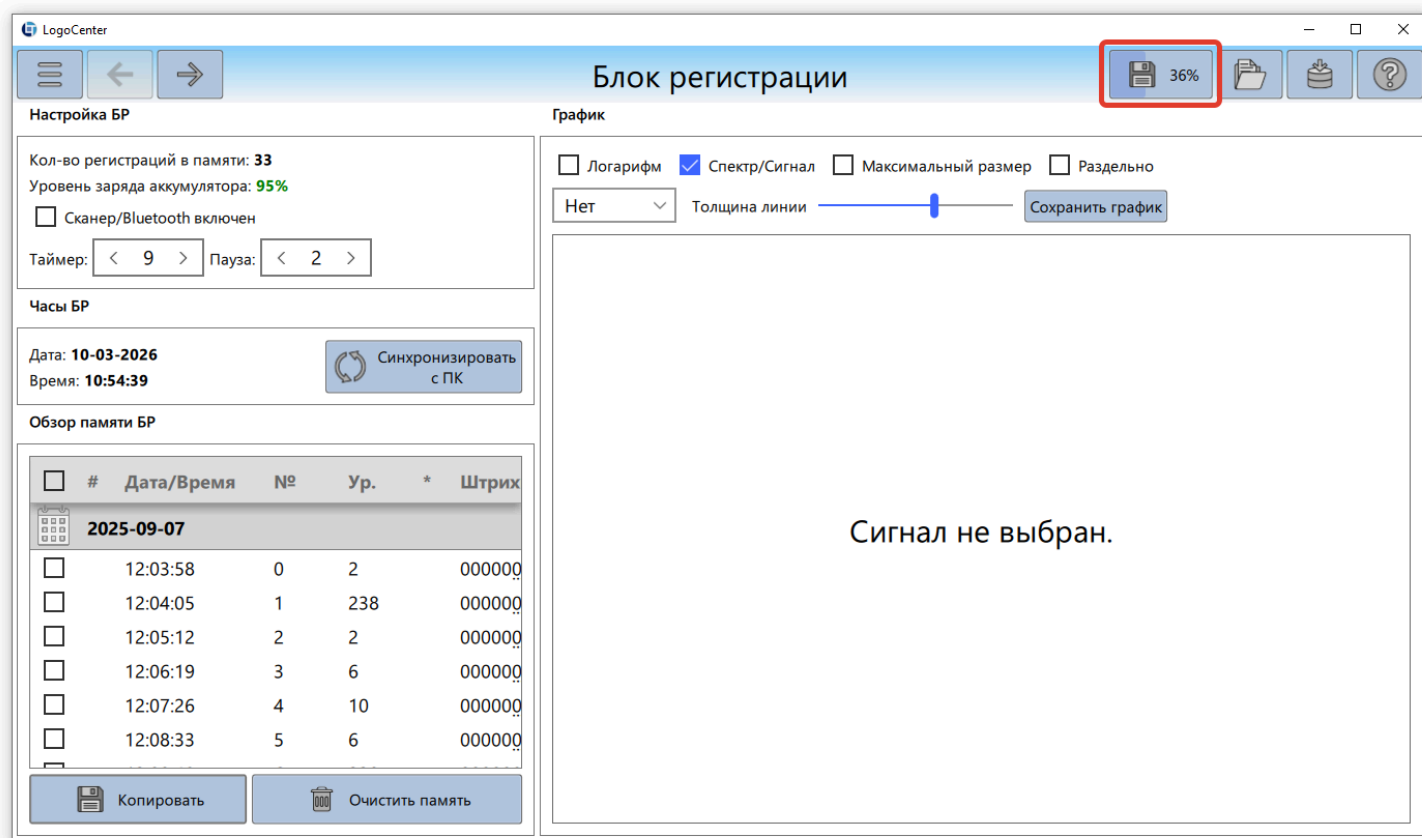 LogoCenter
Блок регистрации
36%
Настройка БР
Кол-во регистраций в памяти: 33
Уровень заряда аккумулятора: 95%
Сканер/Bluetooth включен
Таймер: < 9 > Пауза: < 2 >
Часы БР
Дата: 10-03-2026
Время: 10:54:39
Синхронизировать
с ПК
Обзор памяти БР
# Дата/Время № Ур. * Штрих
2025-09-07
12:03:58 0 2 000000
12:04:05 1 238 000000
12:05:12 2 2 000000
12:06:19 3 6 000000
12:07:26 4 10 000000
12:08:33 5 6 000000
Копировать
Очистить память
График
Логарифм Спектр/Сигнал Максимальный размер Раздельно
Нет Толщина линии Сохранить график
Сигнал не выбран.